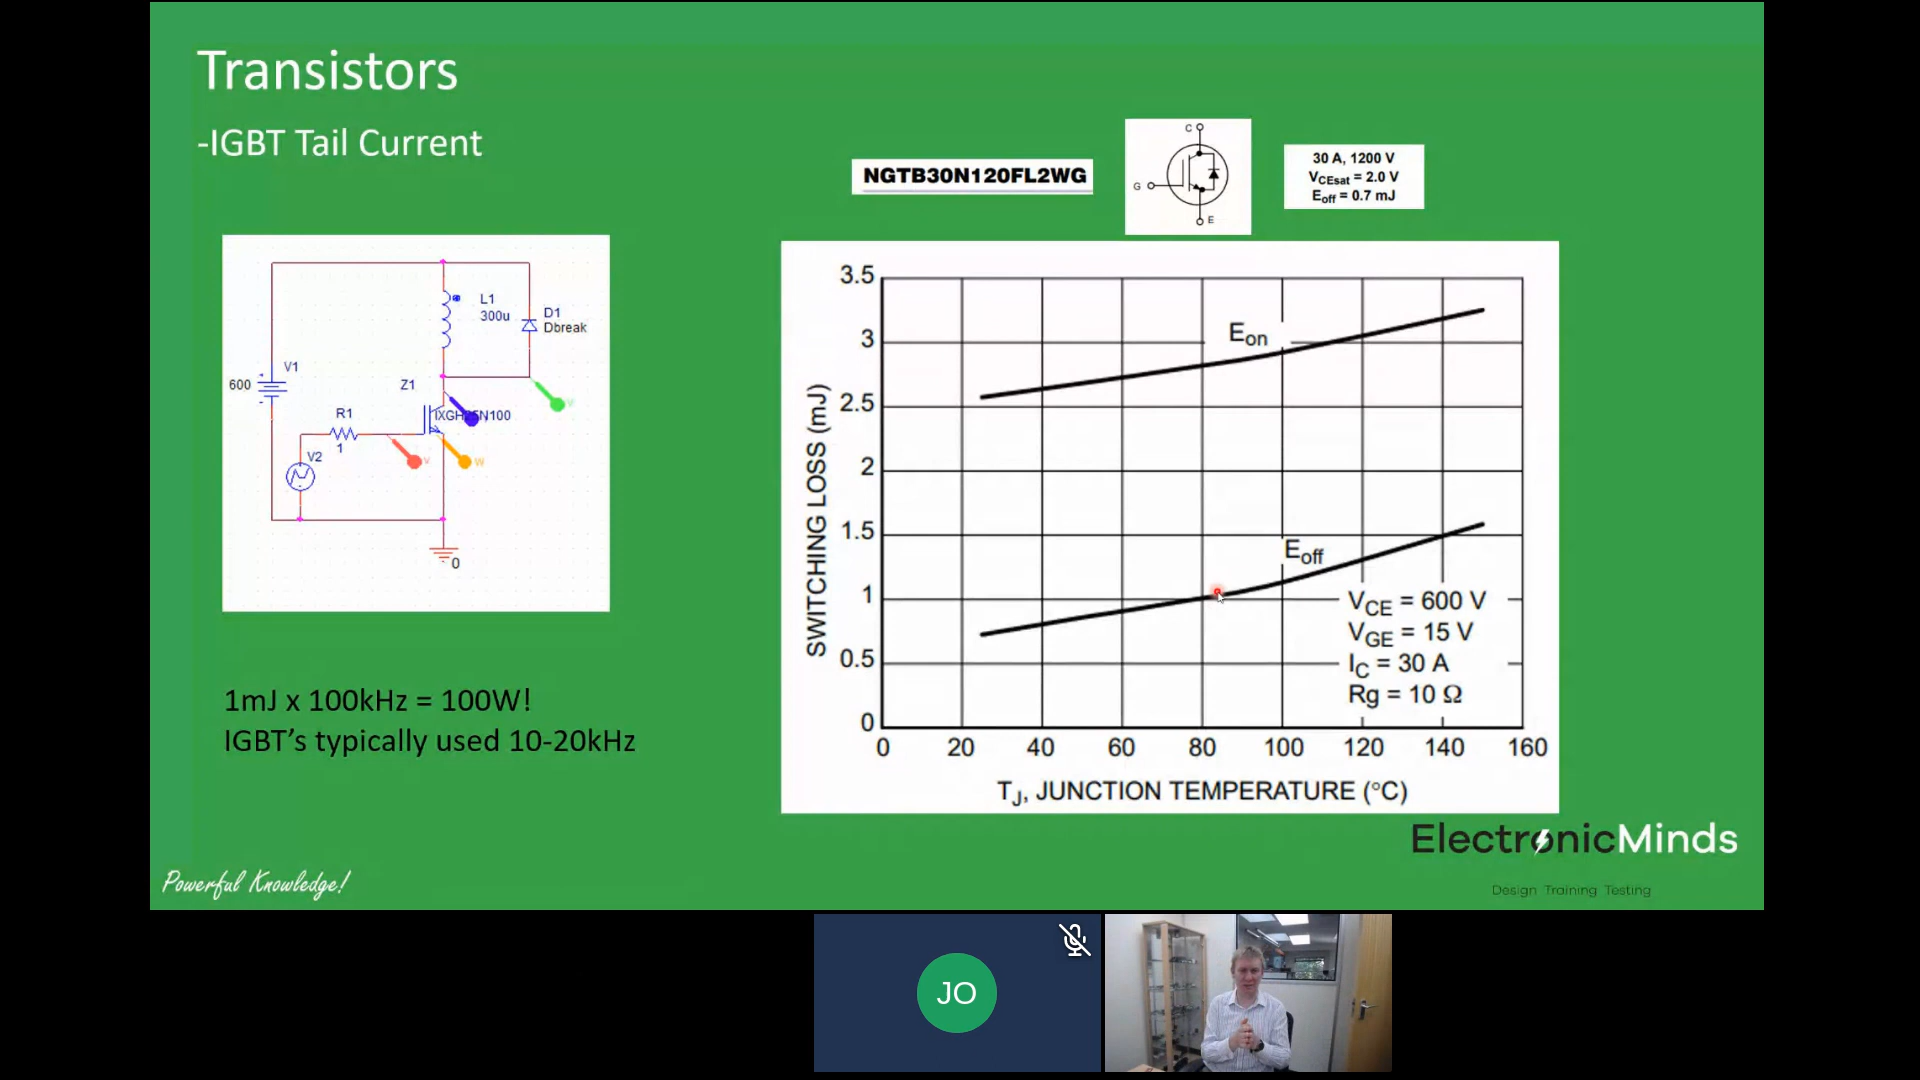 Transistors
-IGBT Tail Current
NGTB30N120FL2WG
C
G
E
30 A, 1200 V
VCEsat = 2.0 V
Eoff = 0.7 mJ
L1
300u
D1
Dbreak
V1
600
Z1
R1
1
V
W
V2
0
3.5
3
2.5
2
1.5
1
0.5
0
SWITCHING LOSS (mJ)
Eon
Eoff
VCE = 600 V
VGE = 15 V
IC = 30 A
Rg = 10 Ω
0 20 40 60 80 100 120 140 160
TJ, JUNCTION TEMPERATURE (°C)
1mJ x 100kHz = 100W!
IGBT’s typically used 10-20kHz
ElectronicMinds
Design Training Testing
Powerful Knowledge!
JO